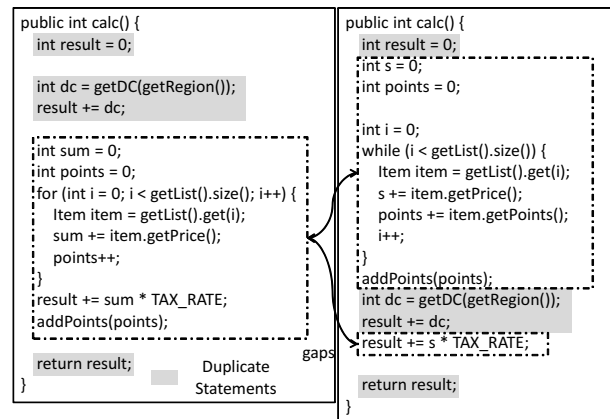 public int calc() {
int result = 0;
int dc = getDC(getRegion());
result += dc;
int sum = 0;
int points = 0;
for (int i = 0; i < getList().size(); i++) {
Item item = getList().get(i);
sum += item.getPrice();
points++;
}
result += sum * TAX_RATE;
addPoints(points);
return result;
}
Duplicate
Statements
gaps
public int calc() {
int result = 0;
int s = 0;
int points = 0;
int i = 0;
while (i < getList().size()) {
Item item = getList().get(i);
s += item.getPrice();
points += item.getPoints();
i++;
}
addPoints(points);
int dc = getDC(getRegion());
result += dc;
result += s * TAX_RATE;
return result;
}